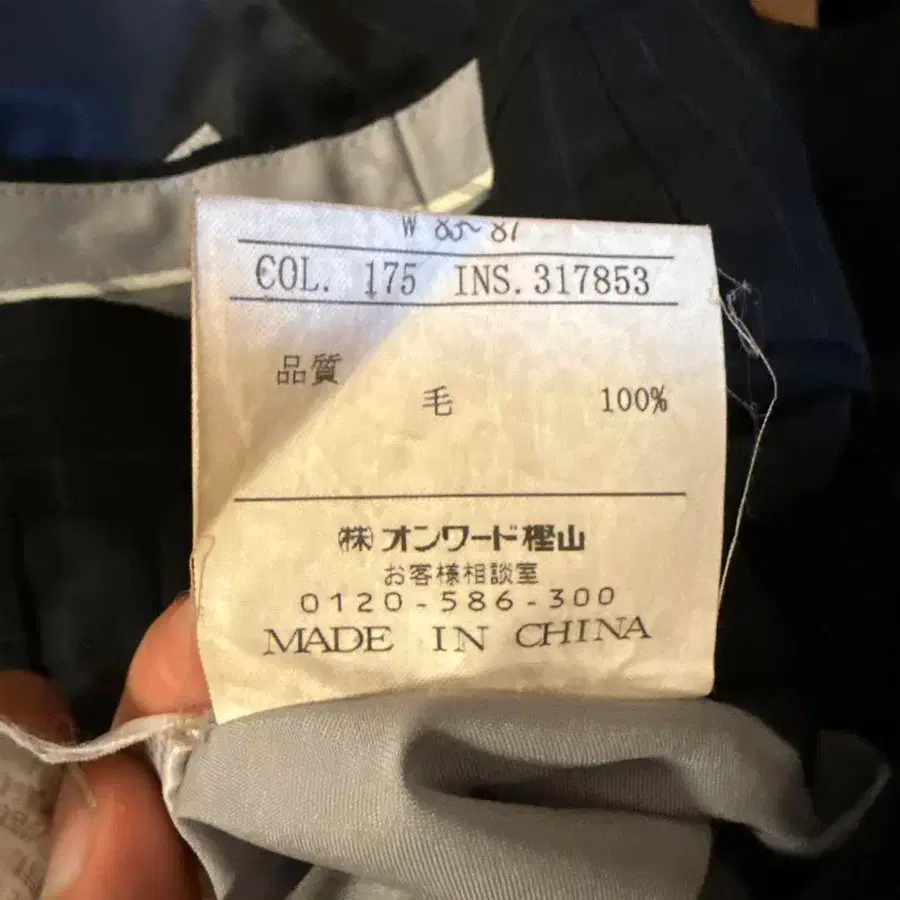 W 83~87
COL. 175 INS. 317853
品質
毛 100%
㈱オンワード樫山
お客様相談室
0120-586-300
MADE IN CHINA